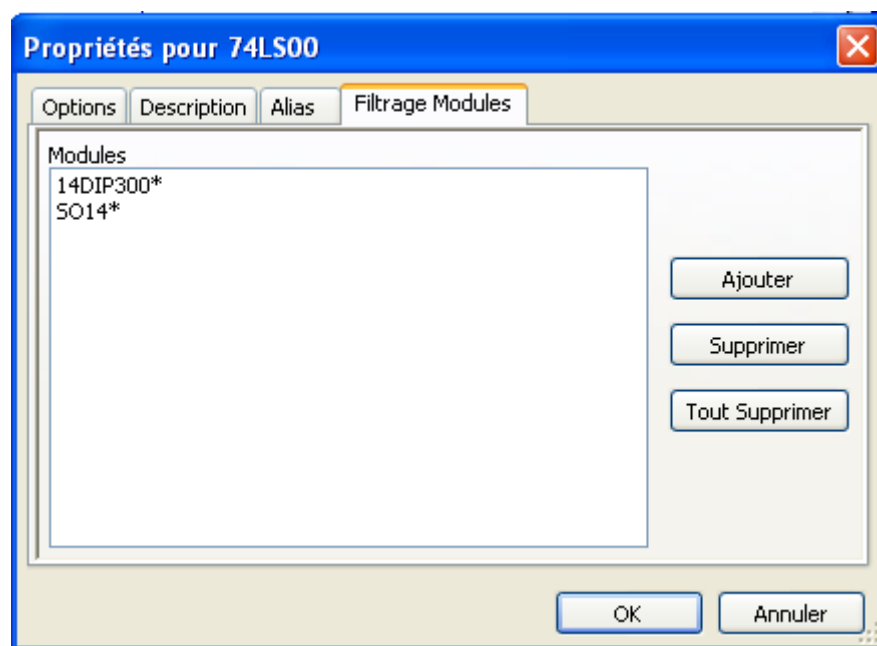 Propriétés pour 74LS00
Options Description Alias Filtrage Modules
Modules
14DIP300*
SO14*
Ajouter
Supprimer
Tout Supprimer
OK Annuler